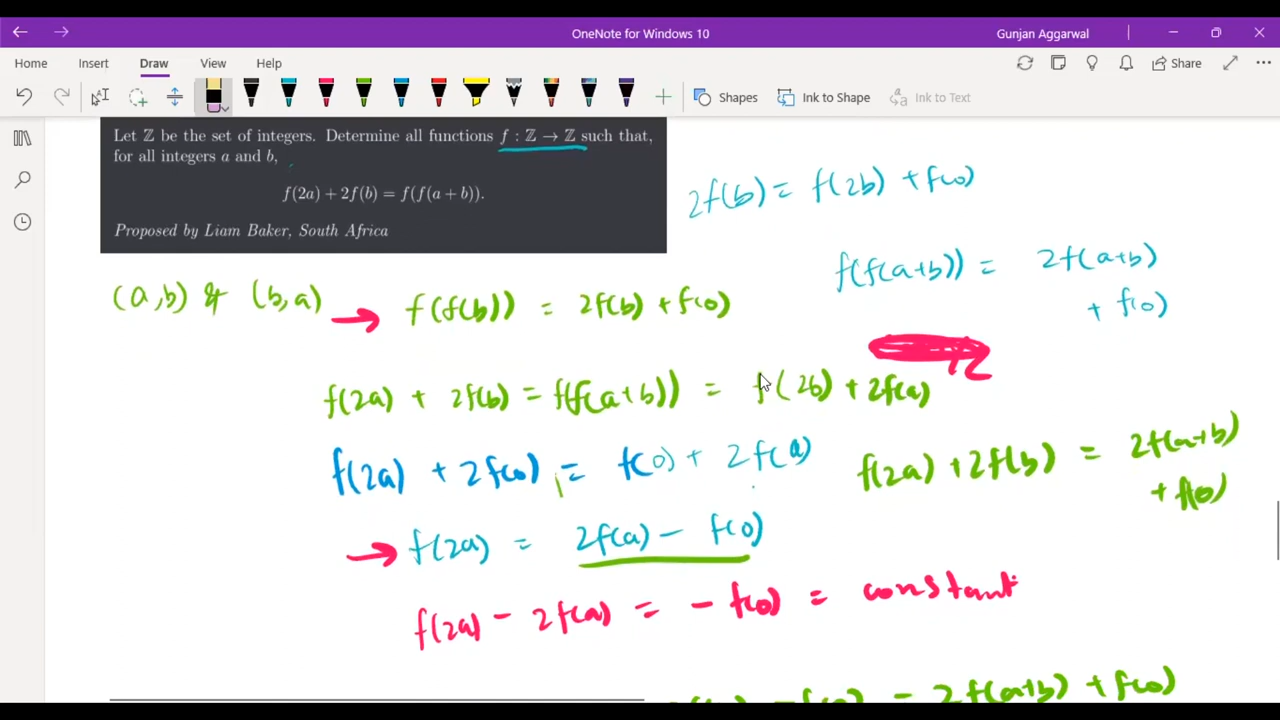 OneNote for Windows 10
Gunjan Aggarwal
Home Insert Draw View Help
Share
Shapes
Ink to Shape
Ink to Text
Let ℤ be the set of integers. Determine all functions f : ℤ → ℤ such that,
for all integers a and b,
f(2a) + 2f(b) = f(f(a + b)).
Proposed by Liam Baker, South Africa
2f(b) = f(2b) + f(0)
f(f(a+b)) = 2f(a+b)
+ f(0)
(a,b) & (b,a) → f(f(b)) = 2f(b) + f(0)
f(2a) + 2f(b) = f(f(a+b)) = f(2b) + 2f(a)
f(2a) + 2f(0) = f(0) + 2f(a)
f(2a) + 2f(b) = 2f(a+b)
+ f(0)
→ f(2a) = 2f(a) - f(0)
f(2a) - 2f(a) = - f(0) = constant
= 2f(a+b) + f(0)